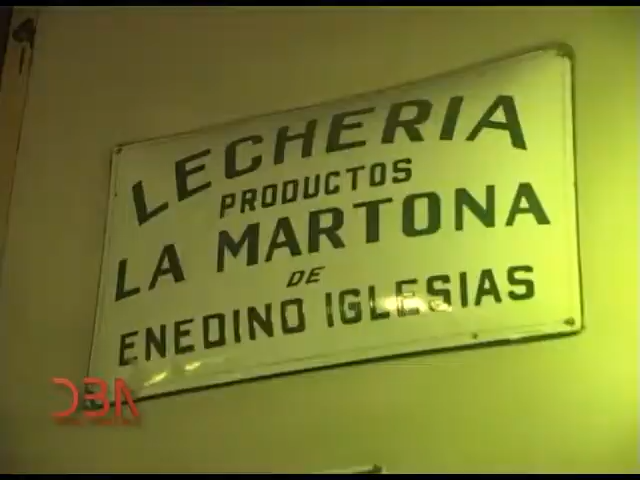 LECHERIA
PRODUCTOS
LA MARTONA
DE
ENEDINO IGLESIAS
DBA